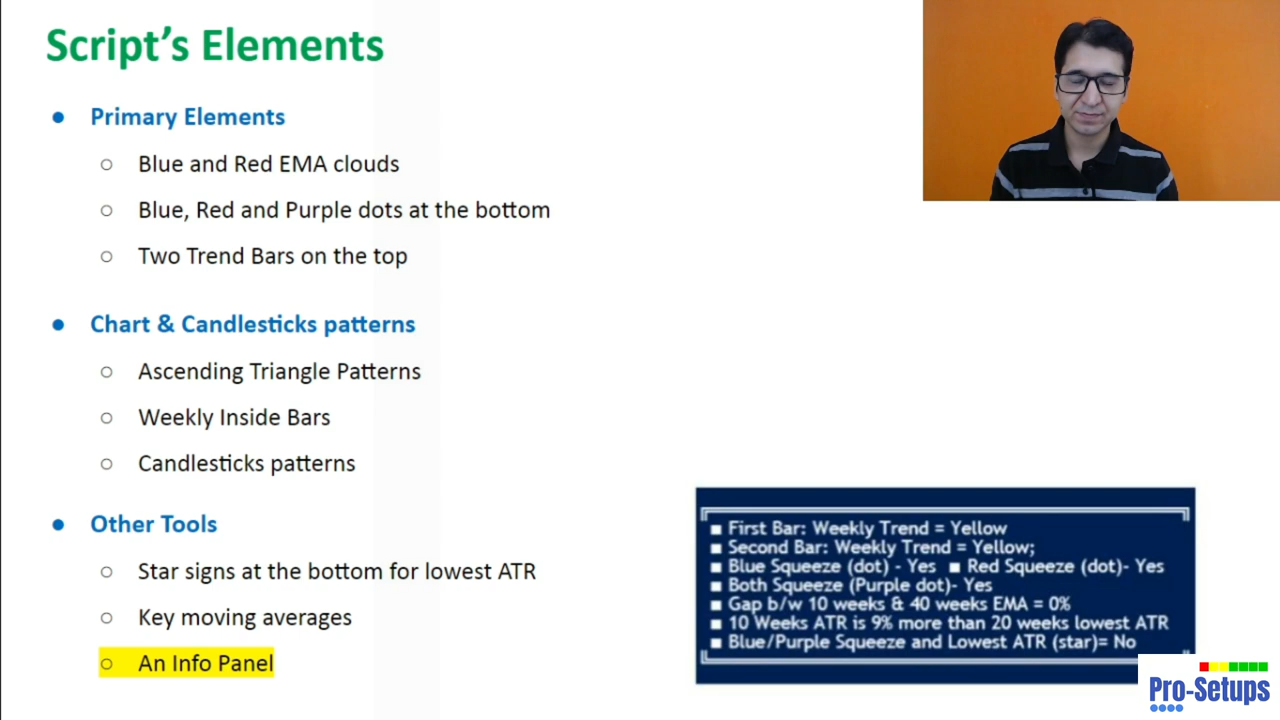 Script's Elements
● Primary Elements
○ Blue and Red EMA clouds
○ Blue, Red and Purple dots at the bottom
○ Two Trend Bars on the top
● Chart & Candlesticks patterns
○ Ascending Triangle Patterns
○ Weekly Inside Bars
○ Candlesticks patterns
● Other Tools
○ Star signs at the bottom for lowest ATR
○ Key moving averages
○ An Info Panel
■ First Bar: Weekly Trend = Yellow
■ Second Bar: Weekly Trend = Yellow;
■ Blue Squeeze (dot) - Yes ■ Red Squeeze (dot)- Yes
■ Both Squeeze (Purple dot)- Yes
■ Gap b/w 10 weeks & 40 weeks EMA = 0%
■ 10 Weeks ATR is 9% more than 20 weeks lowest ATR
■ Blue/Purple Squeeze and Lowest ATR (star)= No
Pro-Setups